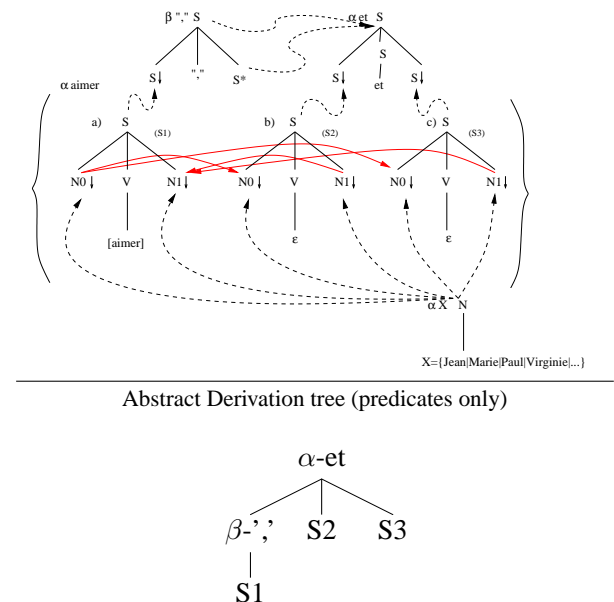 β "," S α et S
S
S↓ "," S* S↓ et S↓
α aimer
a) S (S1) b) S (S2) c) S (S3)
N0↓ V N1↓ N0↓ V N1↓ N0↓ V N1↓
[aimer] ε ε
α X N
X={Jean|Marie|Paul|Virginie|...}
Abstract Derivation tree (predicates only)
α-et
β-',' S2 S3
S1